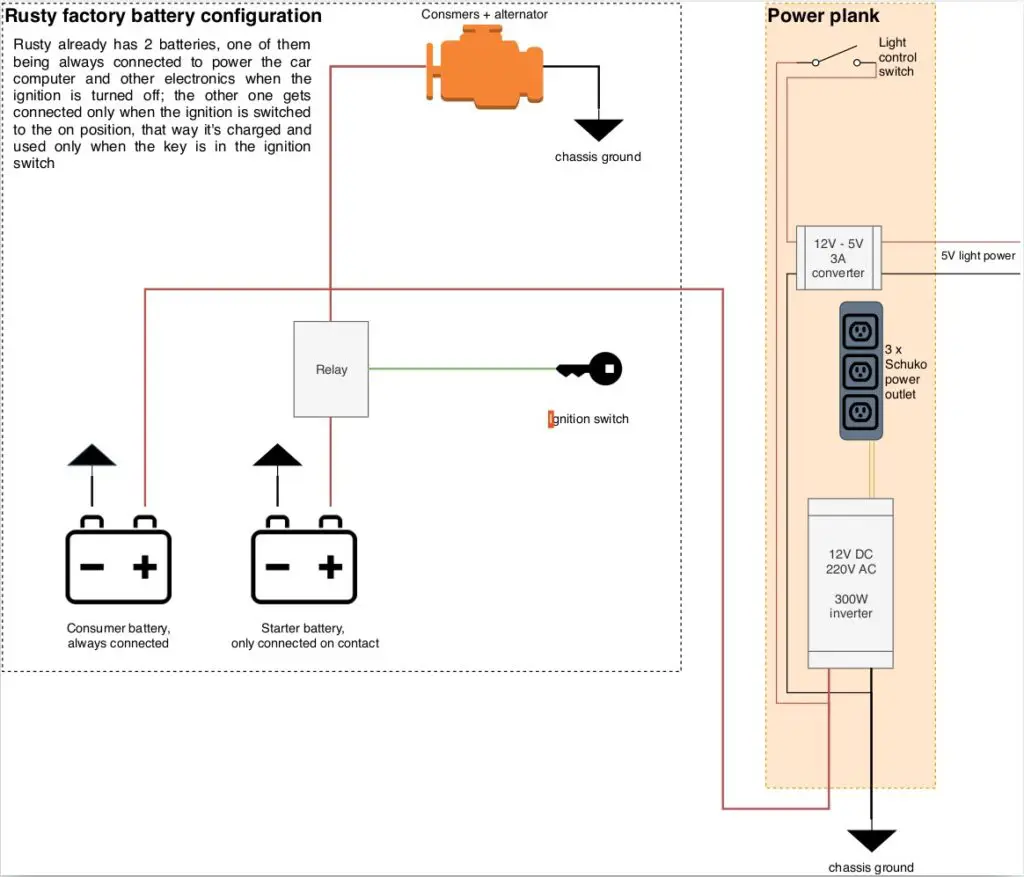 Rusty factory battery configuration
Rusty already has 2 batteries, one of them
being always connected to power the car
computer and other electronics when the
ignition is turned off; the other one gets
connected only when the ignition is switched
to the on position, that way it's charged and
used only when the key is in the ignition
switch
Consmers + alternator
chassis ground
Relay
Ignition switch
Consumer battery,
always connected
Starter battery,
only connected on contact
Power plank
Light
control
switch
12V - 5V
3A
converter
5V light power
3 x
Schuko
power
outlet
12V DC
220V AC
300W
inverter
chassis ground